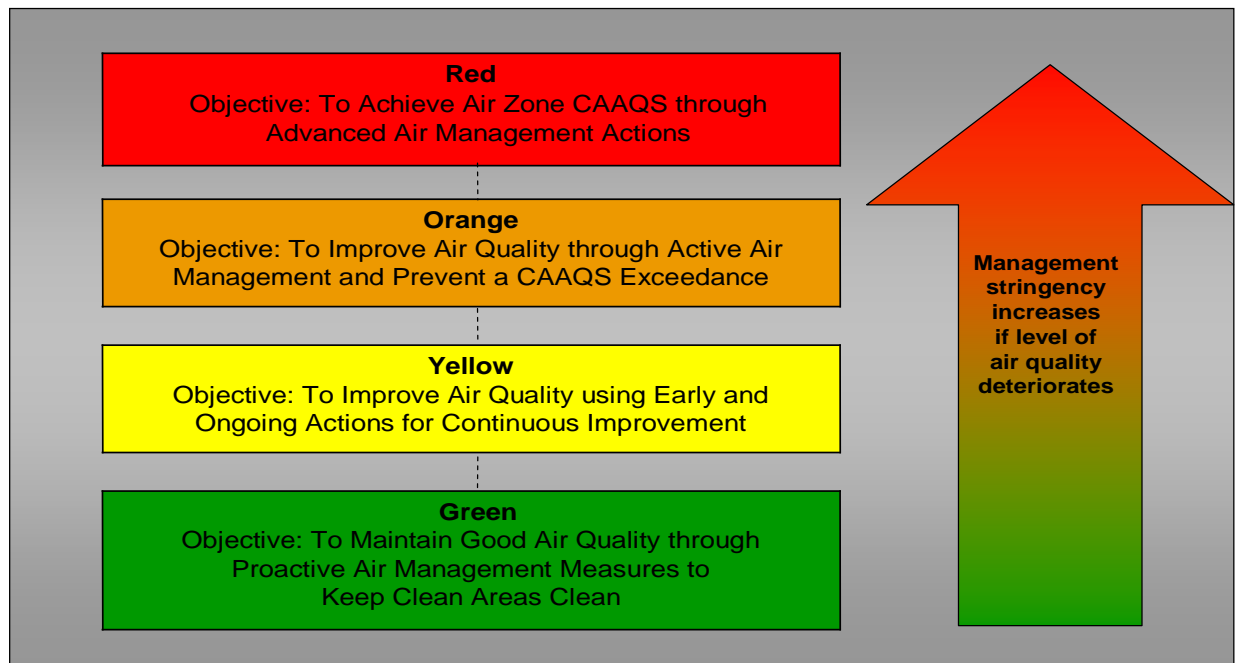 Red
Objective: To Achieve Air Zone CAAQS through
Advanced Air Management Actions
Orange
Objective: To Improve Air Quality through Active Air
Management and Prevent a CAAQS Exceedance
Yellow
Objective: To Improve Air Quality using Early and
Ongoing Actions for Continuous Improvement
Green
Objective: To Maintain Good Air Quality through
Proactive Air Management Measures to
Keep Clean Areas Clean
Management
stringency
increases
if level of
air quality
deteriorates